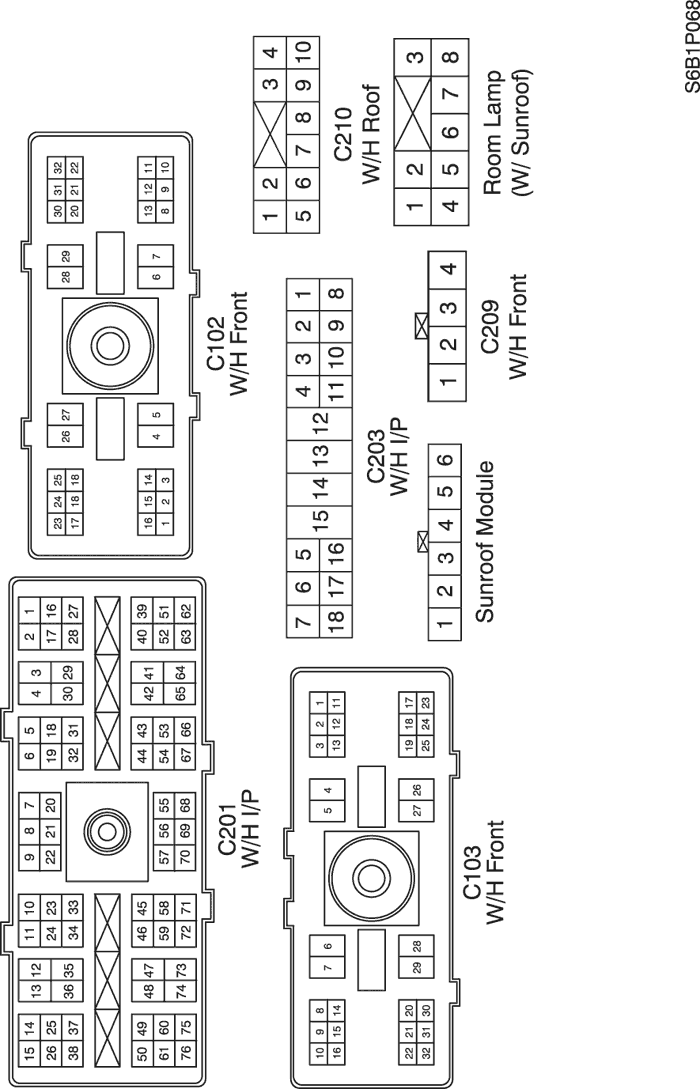 15 14 13 12 11 10 9 8 7 6 5 4 3 2 1
26 25 36 35 24 23 22 21 20 19 18 30 29 17 16
38 37 34 33 32 31 28 27
50 49 48 47 46 45 57 56 55 44 43 42 41 40 39
61 60 74 73 59 58 70 69 68 54 53 65 64 52 51
76 75 72 71 67 66 63 62
C201
W/H I/P
23 24 25 26 27 28 29 30 31 32
17 18 18 20 21 22
16 15 14 4 5 6 7 13 12 11
1 2 3 8 9 10
C102
W/H Front
10 9 8 7 6 5 4 3 2 1
16 15 14 13 12 11
22 21 20 29 28 27 26 19 18 17
32 31 30 25 24 23
C103
W/H Front
7 6 5 15 14 13 12 4 3 2 1
18 17 16 11 10 9 8
C203
W/H I/P
1 2 3 4
5 6 7 8 9 10
C210
W/H Roof
1 2 3 4 5 6
Sunroof Module
1 2 3 4
C209
W/H Front
1 2 3
4 5 6 7 8
Room Lamp
(W/ Sunroof)
S6B1P068